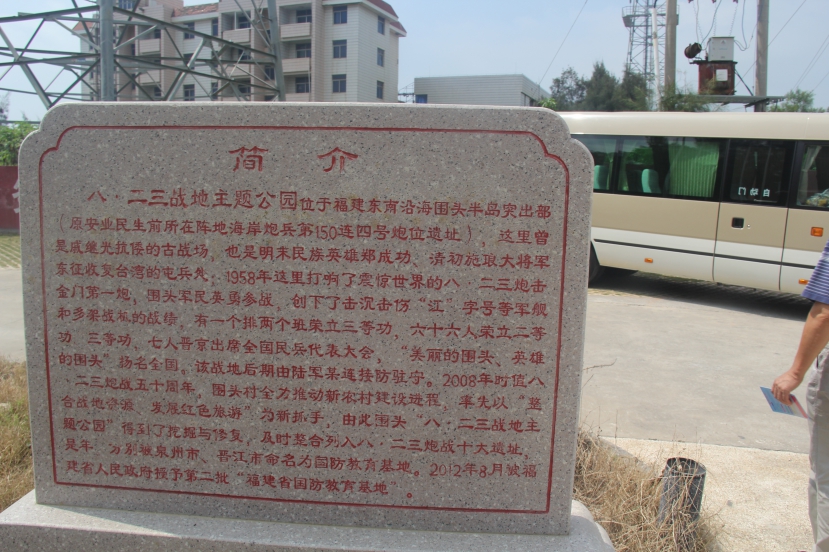 简 介
八·二三战地主题公园位于福建东南沿海围头半岛突出部
（原安业民生前所在阵地海岸炮兵第150连四号炮位遗址），这里曾
是戚继光抗倭的古战场，也是明末民族英雄郑成功、清初施琅大将军
东征收复台湾的屯兵处。1958年这里打响了震惊世界的八·二三炮击
金门第一炮，围头军民英勇参战，创下了击沉击伤“江”字号等军舰
和多架战机的战绩，有一个排两个班荣立三等功，六十六人荣立二等
功 三等功，七人晋京出席全国民兵代表大会，“美丽的围头、英雄
的围头”扬名全国。该战地后期由陆军某连接防驻守。2008年时值八
·二三炮战五十周年，围头村全力推动新农村建设进程，率先以“整
合战地资源 发展红色旅游”为新抓手，由此围头“八·二三战地主
题公园”得到了挖掘与修复，及时整合列入八·二三炮战十大遗址，
是年 分别被泉州市、晋江市命名为国防教育基地。2012年8月被福
建省人民政府授予第二批“福建省国防教育基地”。
自动门